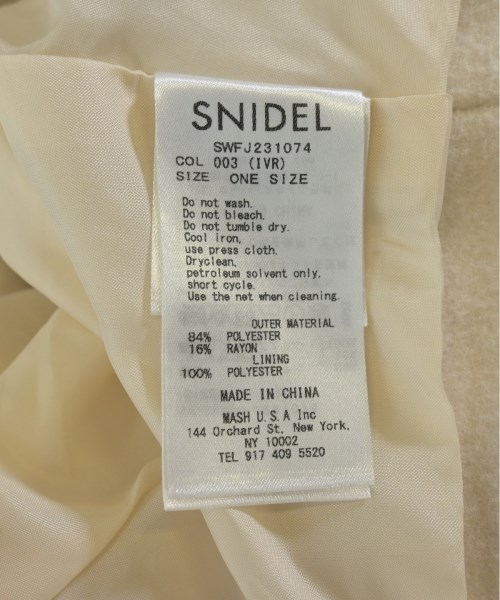 SNIDEL
SWFJ231074
COL 003 (IVR)
SIZE ONE SIZE
Do not wash.
Do not bleach.
Do not tumble dry.
Cool iron,
use press cloth.
Dryclean,
petroleum solvent only,
short cycle.
Use the net when cleaning.
OUTER MATERIAL
84% POLYESTER
16% RAYON
LINING
100% POLYESTER
MADE IN CHINA
MASH U.S.A Inc
144 Orchard St, New York.
NY 10002
TEL 917 409 5520